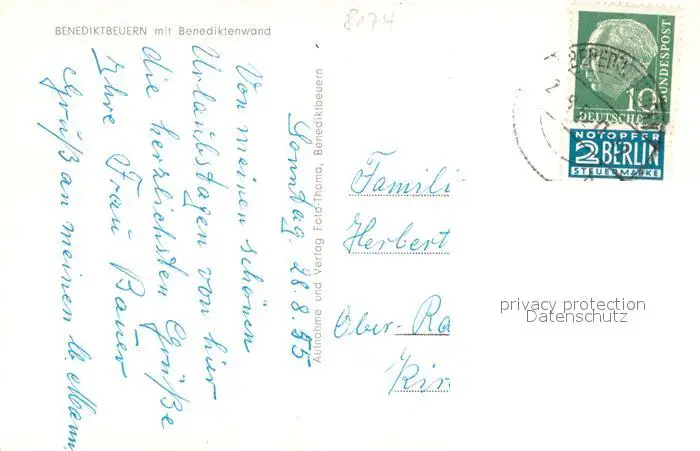 BENEDIKTBEUERN mit Benediktenwand
8174
Sonntag, 28.8.55
Von meinen schönen
Urlaubstagen von hier
die herzlichsten Grüße
Ihre Frau Bauer
Gruß an meinen lb. Mann.
Aufnahme und Verlag Foto-Thoma, Benediktbeuern
Famili
Herbert
Ober-Ra
Kir
10
DEUTSCHE
BUNDESPOST
NOTOPFER
2 BERLIN
STEUERMARKE
privacy protection
Datenschutz